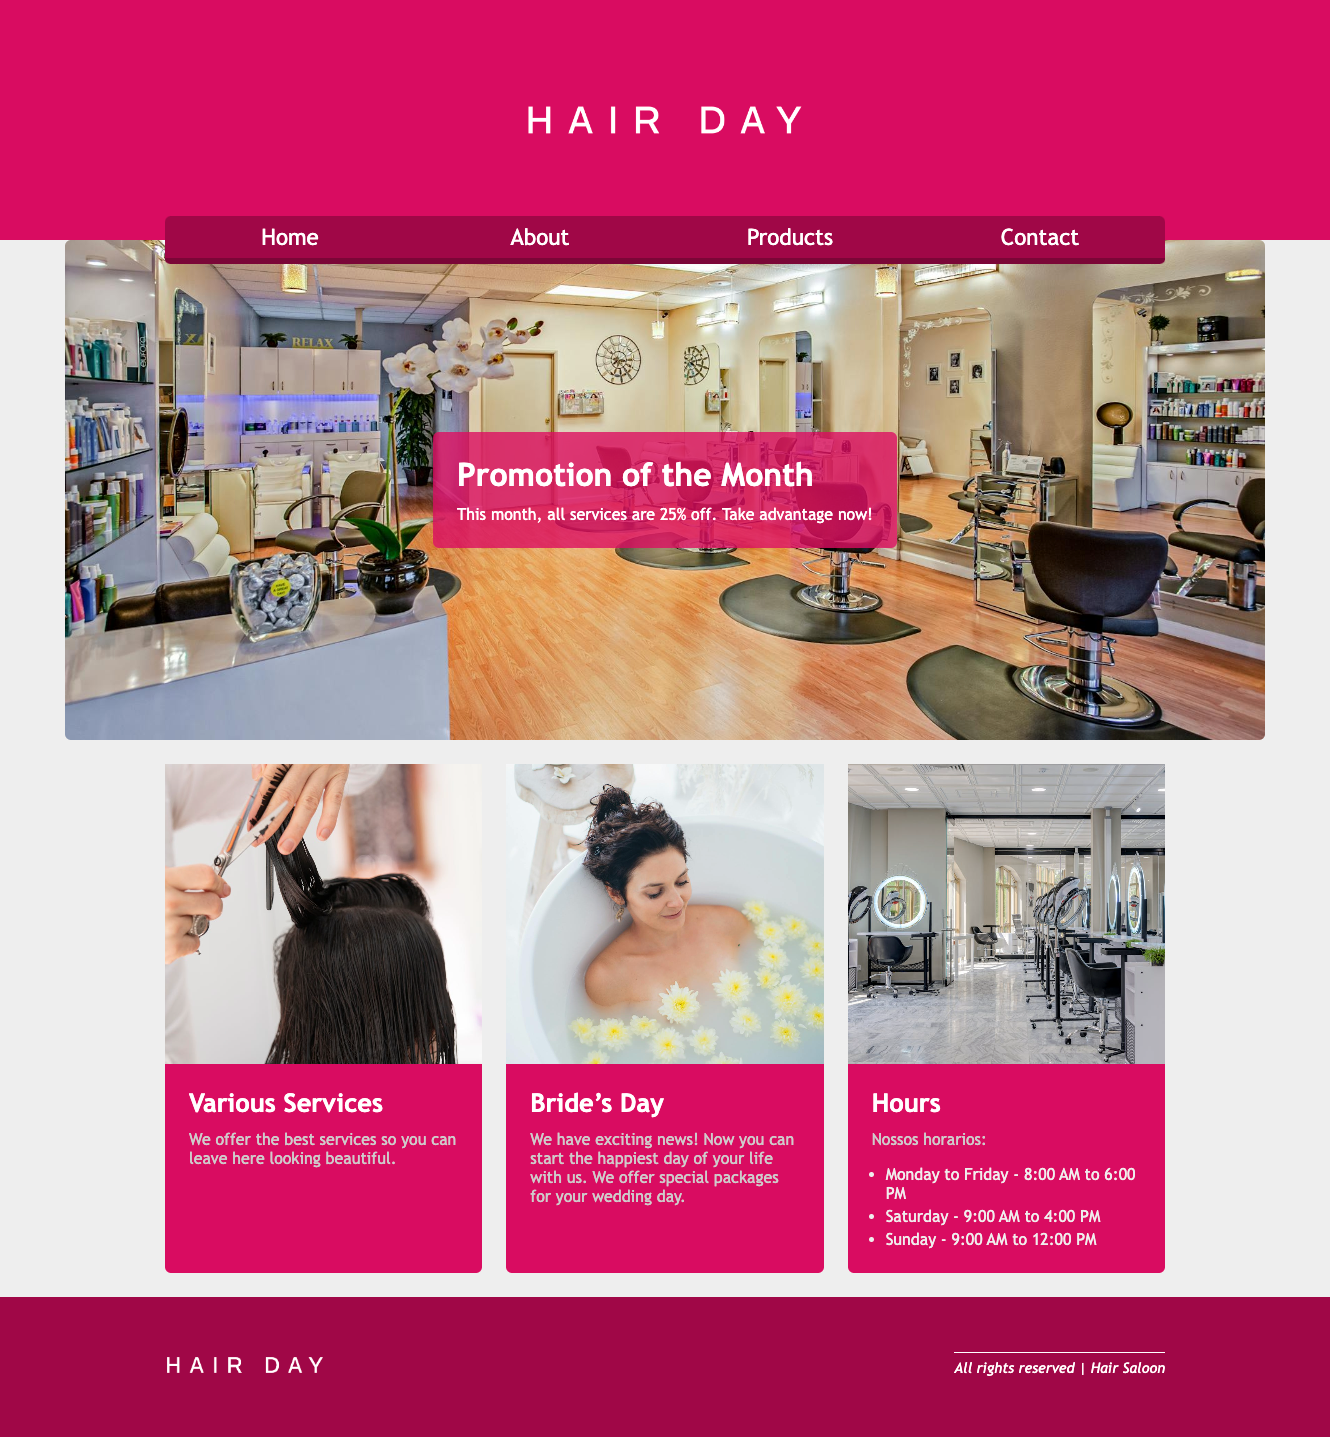 HAIR DAY
Home About Products Contact
RELAX
Promotion of the Month
This month, all services are 25% off. Take advantage now!
Various Services
We offer the best services so you can
leave here looking beautiful.
Bride’s Day
We have exciting news! Now you can
start the happiest day of your life
with us. We offer special packages
for your wedding day.
Hours
Nossos horarios:
• Monday to Friday - 8:00 AM to 6:00
PM
• Saturday - 9:00 AM to 4:00 PM
• Sunday - 9:00 AM to 12:00 PM
HAIR DAY
All rights reserved | Hair Saloon